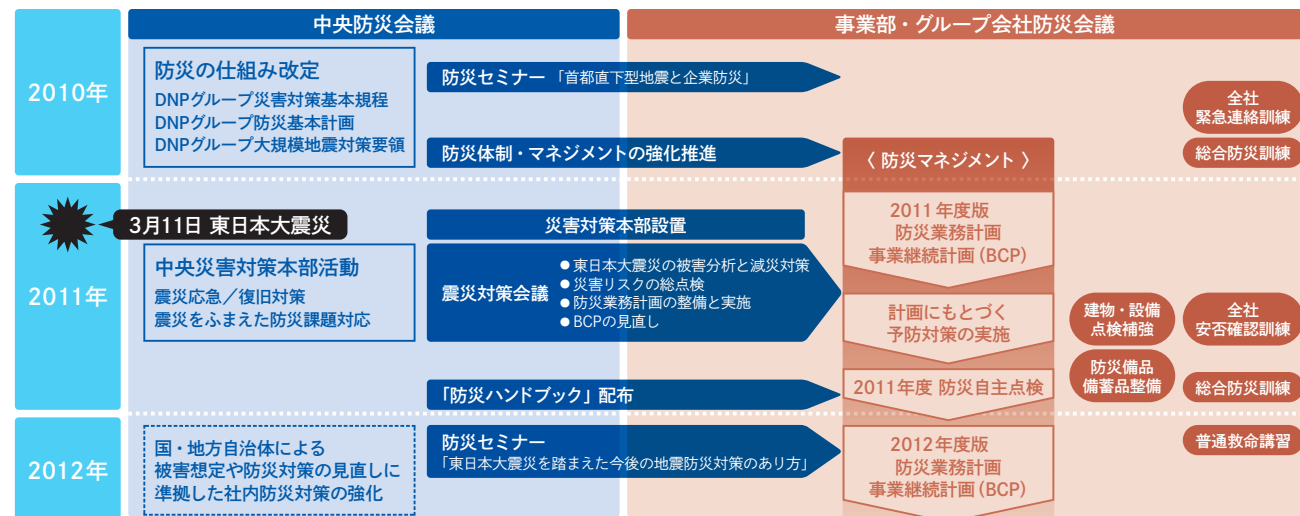 中央防災会議
事業部・グループ会社防災会議
2010年
防災の仕組み改定
DNPグループ災害対策基本規程
DNPグループ防災基本計画
DNPグループ大規模地震対策要領
防災セミナー「首都直下型地震と企業防災」
防災体制・マネジメントの強化推進
〈 防災マネジメント 〉
全社
緊急連絡訓練
総合防災訓練
2011年
3月11日 東日本大震災
中央災害対策本部活動
震災応急／復旧対策
震災をふまえた防災課題対応
災害対策本部設置
震災対策会議
● 東日本大震災の被害分析と減災対策
● 災害リスクの総点検
● 防災業務計画の整備と実施
● BCPの見直し
「防災ハンドブック」配布
2011年度版
防災業務計画
事業継続計画（BCP）
計画にもとづく
予防対策の実施
2011年度 防災自主点検
建物・設備
点検補強
全社
安否確認訓練
防災備品
備蓄品整備
総合防災訓練
2012年
国・地方自治体による
被害想定や防災対策の見直しに
準拠した社内防災対策の強化
防災セミナー
「東日本大震災を踏まえた今後の地震防災対策のあり方」
2012年度版
防災業務計画
事業継続計画（BCP）
普通救命講習